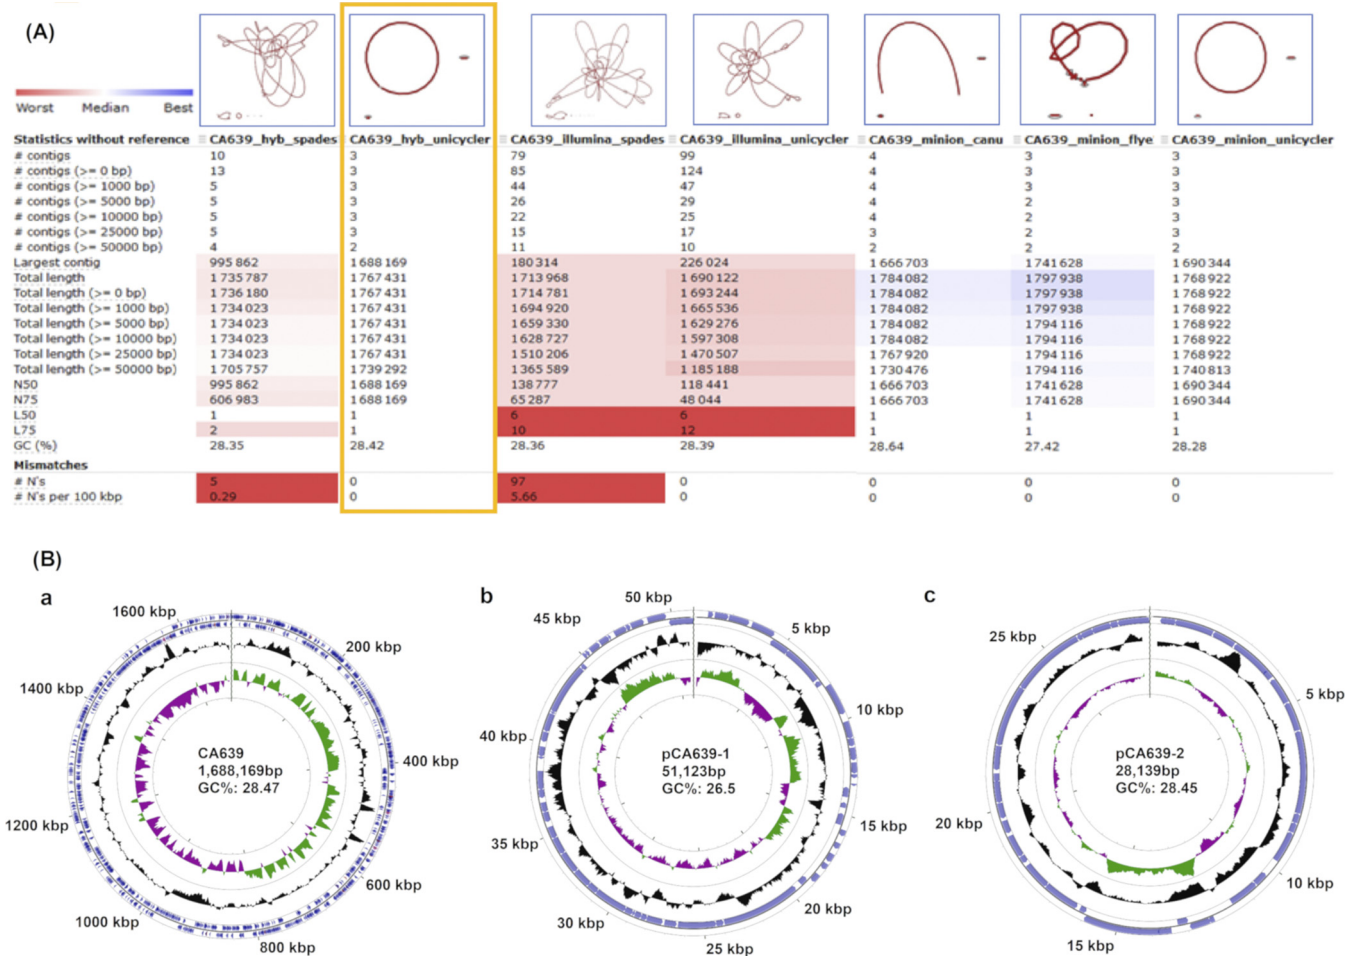 (A)
Worst Median Best
Statistics without reference CA639_hyb_spades CA639_hyb_unicycler CA639_illumina_spades CA639_illumina_unicycler CA639_minion_canu CA639_minion_flye CA639_minion_unicycler
# contigs 10 3 79 99 4 3 3
# contigs (>= 0 bp) 13 3 85 124 4 3 3
# contigs (>= 1000 bp) 5 3 44 47 4 3 3
# contigs (>= 5000 bp) 5 3 26 29 4 2 3
# contigs (>= 10000 bp) 5 3 22 25 4 2 3
# contigs (>= 25000 bp) 5 3 15 17 3 2 3
# contigs (>= 50000 bp) 4 2 11 10 2 2 2
Largest contig 995 862 1 688 169 180 314 226 024 1 666 703 1 741 628 1 690 344
Total length 1 735 787 1 767 431 1 713 968 1 690 122 1 784 082 1 797 938 1 768 922
Total length (>= 0 bp) 1 736 180 1 767 431 1 714 781 1 693 244 1 784 082 1 797 938 1 768 922
Total length (>= 1000 bp) 1 734 023 1 767 431 1 694 920 1 665 536 1 784 082 1 797 938 1 768 922
Total length (>= 5000 bp) 1 734 023 1 767 431 1 659 330 1 629 276 1 784 082 1 794 116 1 768 922
Total length (>= 10000 bp) 1 734 023 1 767 431 1 628 727 1 597 308 1 784 082 1 794 116 1 768 922
Total length (>= 25000 bp) 1 734 023 1 767 431 1 510 206 1 470 507 1 767 920 1 794 116 1 768 922
Total length (>= 50000 bp) 1 705 757 1 739 292 1 365 589 1 185 188 1 730 476 1 794 116 1 740 813
N50 995 862 1 688 169 138 777 118 441 1 666 703 1 741 628 1 690 344
N75 606 983 1 688 169 65 287 48 044 1 666 703 1 741 628 1 690 344
L50 1 1 6 6 1 1 1
L75 2 1 10 12 1 1 1
GC (%) 28.35 28.42 28.36 28.39 28.64 27.42 28.28
Mismatches
# N's 5 0 97 0 0 0 0
# N's per 100 kbp 0.29 0 5.66 0 0 0 0
(B)
a
1600 kbp
200 kbp
1400 kbp
400 kbp
1200 kbp
600 kbp
1000 kbp
800 kbp
CA639
1,688,169bp
GC%: 28.47
b
50 kbp
45 kbp
5 kbp
10 kbp
40 kbp
15 kbp
35 kbp
20 kbp
30 kbp
25 kbp
pCA639-1
51,123bp
GC%: 26.5
c
25 kbp
5 kbp
20 kbp
10 kbp
15 kbp
pCA639-2
28,139bp
GC%: 28.45